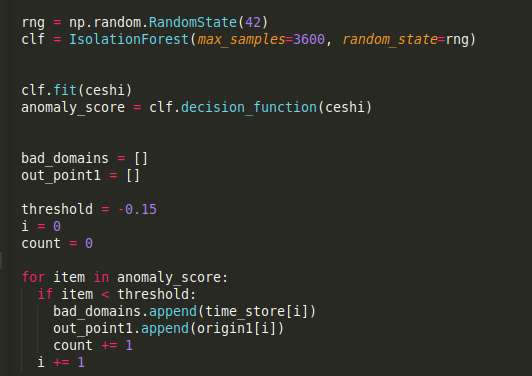 rng = np.random.RandomState(42)
clf = IsolationForest(max_samples=3600, random_state=rng)
clf.fit(ceshi)
anomaly_score = clf.decision_function(ceshi)
bad_domains = []
out_point1 = []
threshold = -0.15
i = 0
count = 0
for item in anomaly_score:
  if item < threshold:
    bad_domains.append(time_store[i])
    out_point1.append(origin1[i])
    count += 1
  i += 1